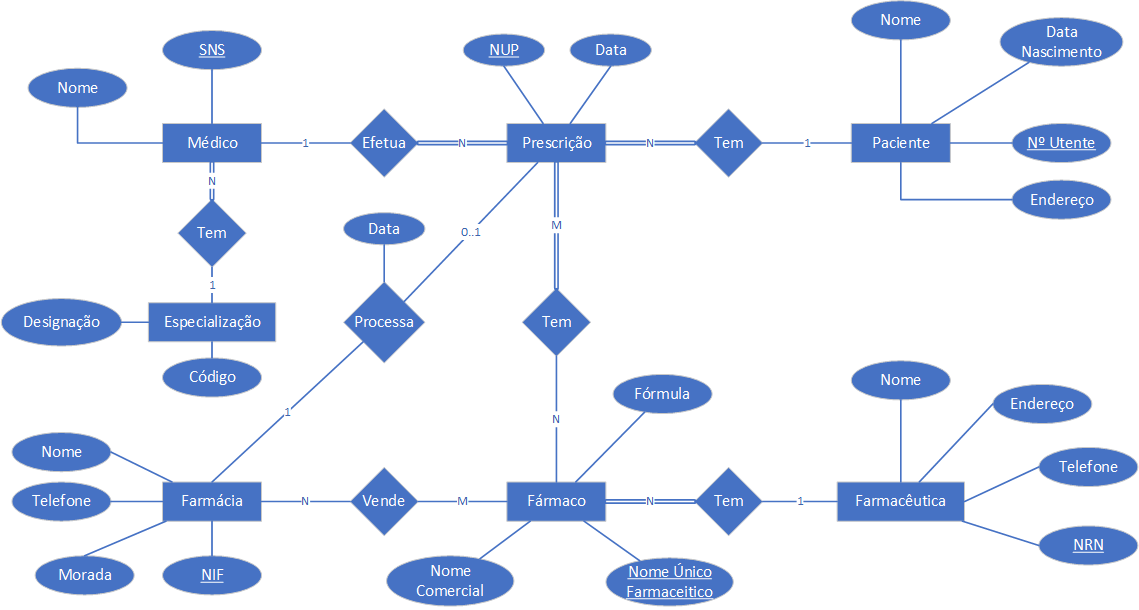 Nome
SNS
NUP
Data
Data
Nascimento
Nome
Médico
1
Efetua
N
Prescrição
N
Tem
1
Paciente
Nº Utente
N
Endereço
Data
0..1
M
Tem
1
Designação
Especialização
Processa
Tem
Código
Nome
Endereço
Fórmula
1
N
Nome
Telefone
Telefone
Farmácia
N
Vende
M
Fármaco
N
Tem
1
Farmacêutica
NRN
Morada
NIF
Nome
Comercial
Nome Único
Farmaceitico